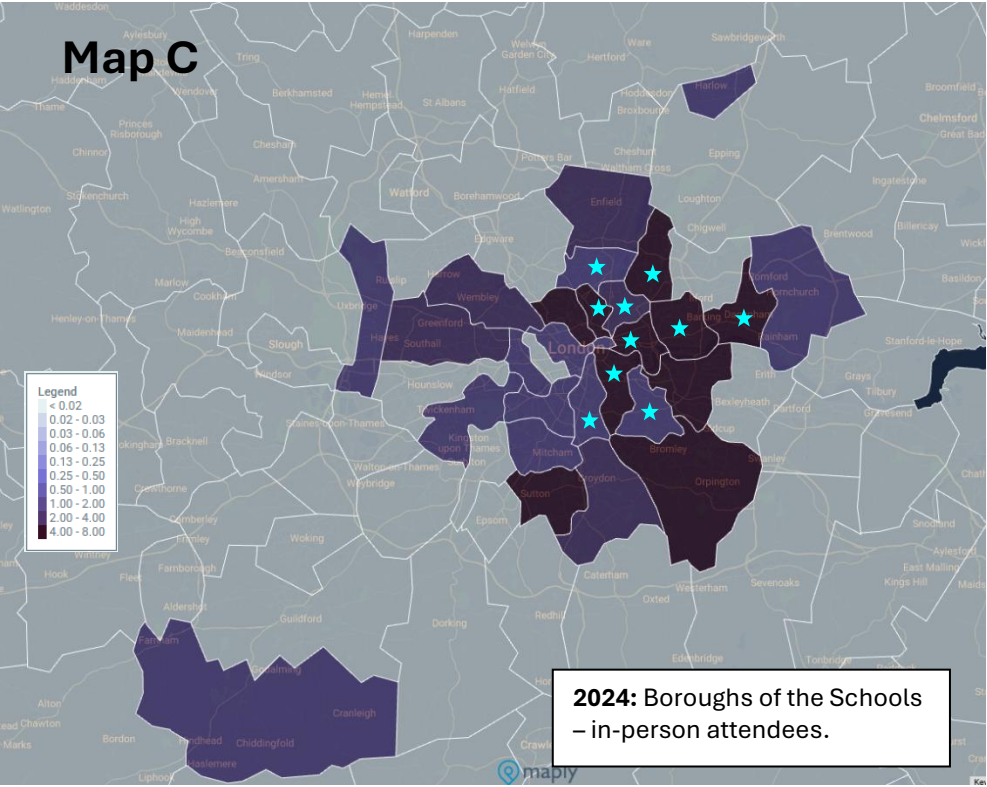 Waddesdon
Aylesbury
Harpenden
Ware
Sawbridgeworth
Map C
Tring
Welwyn
Garden City
Hertford
Haddenham
Wendover
Berkhamsted
Hemel
Hempstead
St Albans
Hatfield
Hoddesdon
Broxbourne
Harlow
Broomfield
Thame
Princes
Risborough
Chelmsford
Great Bad
Chinnor
Chesham
Potters Bar
Cheshunt
Waltham Cross
Epping
Amersham
Watford
Borehamwood
Ingatestone
Stokenchurch
Watlington
Hazlemere
High
Wycombe
Enfield
Loughton
Chigwell
Billericay
Brentwood
Wickf
Beaconsfield
Edgware
Ruislip
Harrow
Romford
Hornchurch
Basildon
Marlow
Cookham
Uxbridge
Wembley
Ilford
Barking
Henley-on-Thames
Maidenhead
Greenford
Hayes
Southall
London
Rainham
Stanford-le-Hope
Slough
Windsor
Hounslow
Erith
Grays
Tilbury
Gravesend
Legend
< 0.02
0.02 - 0.03
0.03 - 0.06
0.06 - 0.13
0.13 - 0.25
0.25 - 0.50
0.50 - 1.00
1.00 - 2.00
2.00 - 4.00
4.00 - 8.00
Twickenham
Staines-upon-Thames
Bexleyheath
Dartford
Bracknell
Kingston
upon Thames
Mitcham
Bromley
Swanley
Walton-on-Thames
Weybridge
Crowthorne
Croydon
Orpington
Sutton
Epsom
Camberley
Frimley
Woking
Snodland
Aylesford
East Malling
Kings Hill
Maids
Hook
Fleet
Farnborough
Caterham
Westerham
Sevenoaks
Oxted
Aldershot
Guildford
Dorking
Redhill
Farnham
Godalming
Edenbridge
Tonbridge
Alton
Chawton
Cranleigh
Bordon
Hindhead
Chiddingfold
Haslemere
Liphook
2024: Boroughs of the Schools
– in-person attendees.
maply